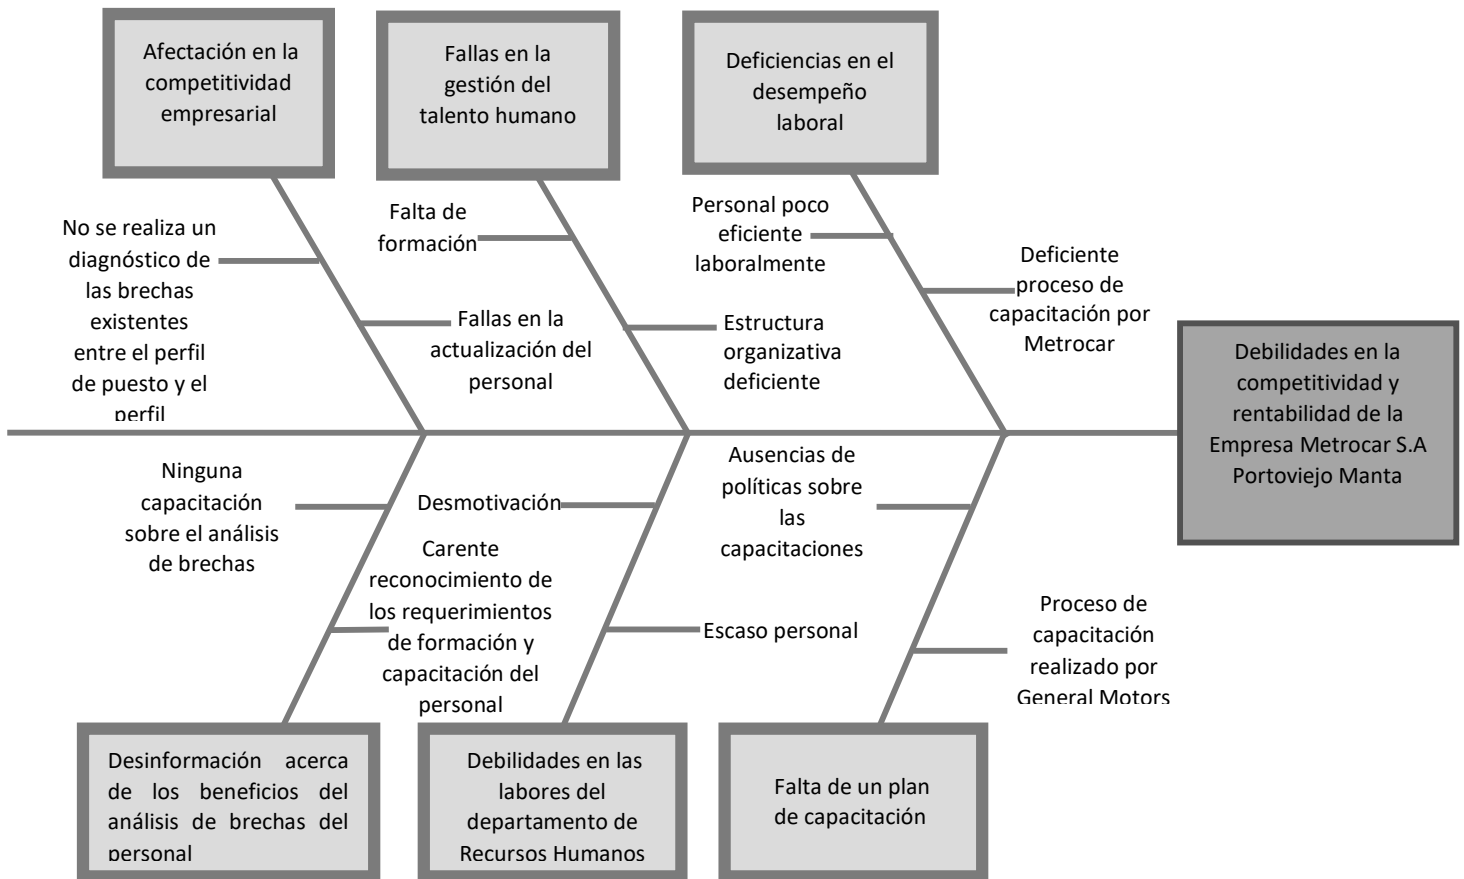 Afectación en la
competitividad
empresarial
Fallas en la
gestión del
talento humano
Deficiencias en el
desempeño
laboral
No se realiza un
diagnóstico de
las brechas
existentes
entre el perfil
de puesto y el
perfil
Fallas en la
actualización del
personal
Falta de
formación
Estructura
organizativa
deficiente
Personal poco
eficiente
laboralmente
Deficiente
proceso de
capacitación por
Metrocar
Debilidades en la
competitividad y
rentabilidad de la
Empresa Metrocar S.A
Portoviejo Manta
Ninguna
capacitación
sobre el análisis
de brechas
Carente
reconocimiento de
los requerimientos
de formación y
capacitación del
personal
Desmotivación
Escaso personal
Ausencias de
políticas sobre
las
capacitaciones
Proceso de
capacitación
realizado por
General Motors
Desinformación acerca
de los beneficios del
análisis de brechas del
personal
Debilidades en las
labores del
departamento de
Recursos Humanos
Falta de un plan
de capacitación